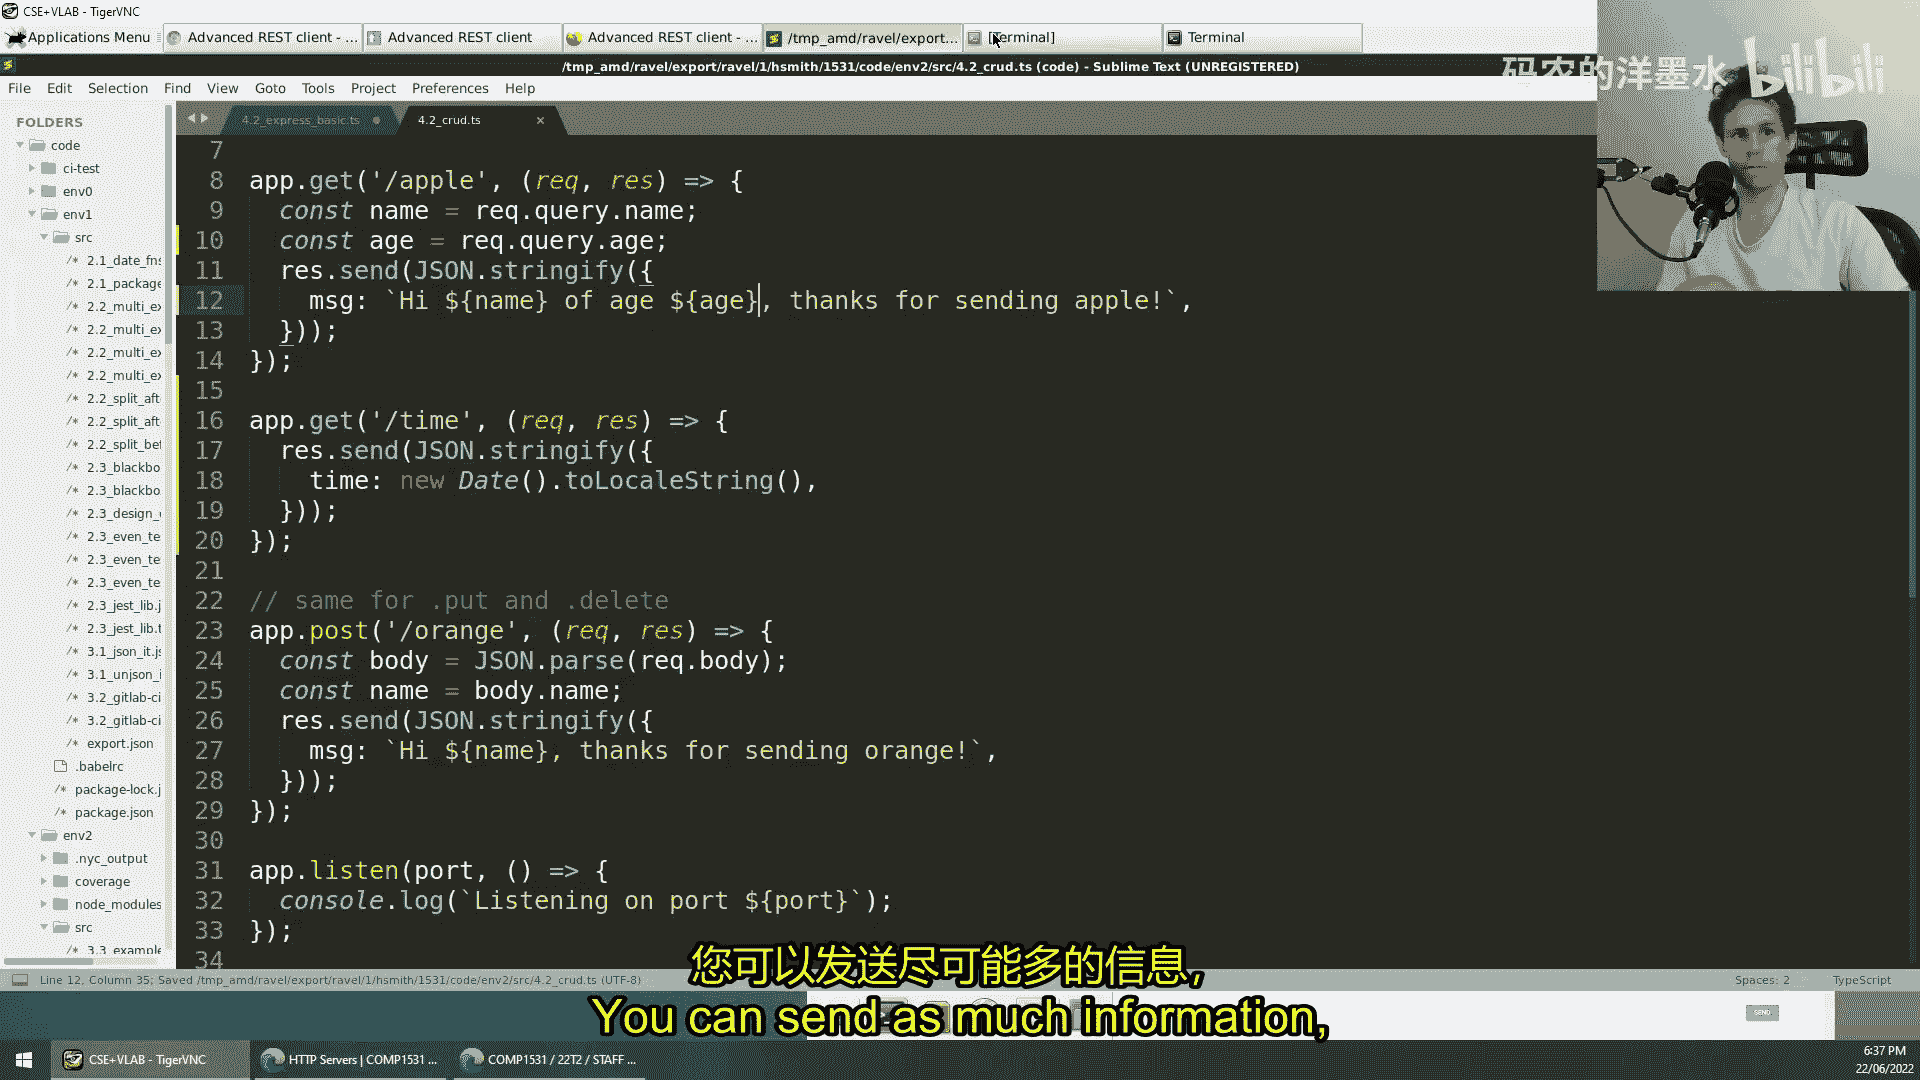 CSE+VLAB - TigerVNC
Applications Menu
Advanced REST client - ...
Advanced REST client
Advanced REST client - ...
/tmp_amd/ravel/export...
[Terminal]
Terminal
/tmp_amd/ravel/export/ravel/1/hsmith/1531/code/env2/src/4.2_crud.ts (code) - Sublime Text (UNREGISTERED)
码农的洋墨水 bilibili
File Edit Selection Find View Goto Tools Project Preferences Help
FOLDERS
code
ci-test
env0
env1
src
/* 2.1_date_fns
/* 2.1_package
/* 2.2_multi_ex
/* 2.2_multi_ex
/* 2.2_multi_ex
/* 2.2_multi_ex
/* 2.2_split_aft
/* 2.2_split_aft
/* 2.2_split_bef
/* 2.3_blackbo
/* 2.3_blackbo
/* 2.3_design_
/* 2.3_even_te
/* 2.3_even_te
/* 2.3_even_te
/* 2.3_jest_lib.j
/* 2.3_jest_lib.t
/* 3.1_json_it.js
/* 3.1_unjson_i
/* 3.2_gitlab-ci
/* 3.2_gitlab-ci
/* export.json
.babelrc
/* package-lock.j
/* package.json
env2
.nyc_output
coverage
node_modules
src
/* 3.3_example
4.2_express_basic.ts
4.2_crud.ts
7
8 app.get('/apple', (req, res) => {
9 const name = req.query.name;
10 const age = req.query.age;
11 res.send(JSON.stringify({
12 msg: `Hi ${name} of age ${age}, thanks for sending apple!`,
13 }));
14 });
15
16 app.get('/time', (req, res) => {
17 res.send(JSON.stringify({
18 time: new Date().toLocaleString(),
19 }));
20 });
21
22 // same for .put and .delete
23 app.post('/orange', (req, res) => {
24 const body = JSON.parse(req.body);
25 const name = body.name;
26 res.send(JSON.stringify({
27 msg: `Hi ${name}, thanks for sending orange!`,
28 }));
29 });
30
31 app.listen(port, () => {
32 console.log(`Listening on port ${port}`);
33 });
34
您可以发送尽可能多的信息,
You can send as much information,
Line 12, Column 35; Saved /tmp_amd/ravel/export/ravel/1/hsmith/1531/code/env2/src/4.2_crud.ts (UTF-8)
Spaces: 2
TypeScript
SEND
CSE+VLAB - TigerVNC
HTTP Servers | COMP1531 ...
COMP1531 / 22T2 / STAFF ...
6:37 PM
22/06/2022